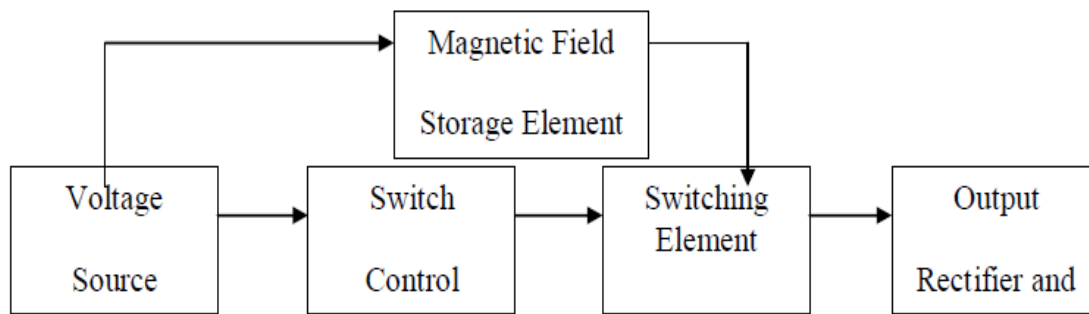 Magnetic Field
Storage Element
Voltage
Source
Switch
Control
Switching
Element
Output
Rectifier and